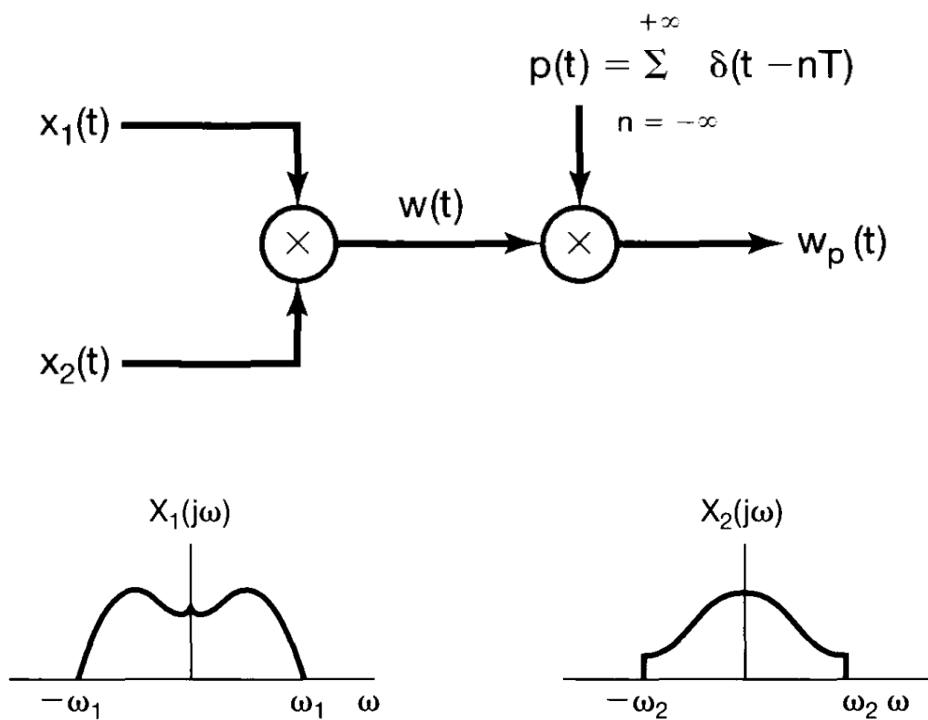 +∞
p(t) = Σ δ(t − nT)
n = −∞
x₁(t)
w(t)
×
×
wₚ(t)
x₂(t)
X₁(jω)
X₂(jω)
−ω₁
ω₁
ω
−ω₂
ω₂
ω